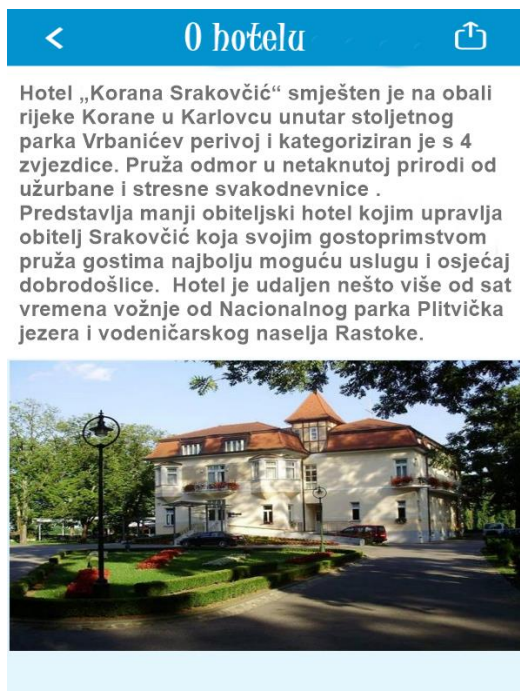 O hotelu
Hotel „Korana Srakovčić“ smješten je na obali
rijeke Korane u Karlovcu unutar stoljetnog
parka Vrbanićev perivoj i kategoriziran je s 4
zvjezdice. Pruža odmor u netaknutoj prirodi od
užurbane i stresne svakodnevnice .
Predstavlja manji obiteljski hotel kojim upravlja
obitelj Srakovčić koja svojim gostoprimstvom
pruža gostima najbolju moguću uslugu i osjećaj
dobrodošlice.  Hotel je udaljen nešto više od sat
vremena vožnje od Nacionalnog parka Plitvička
jezera i vodeničarskog naselja Rastoke.